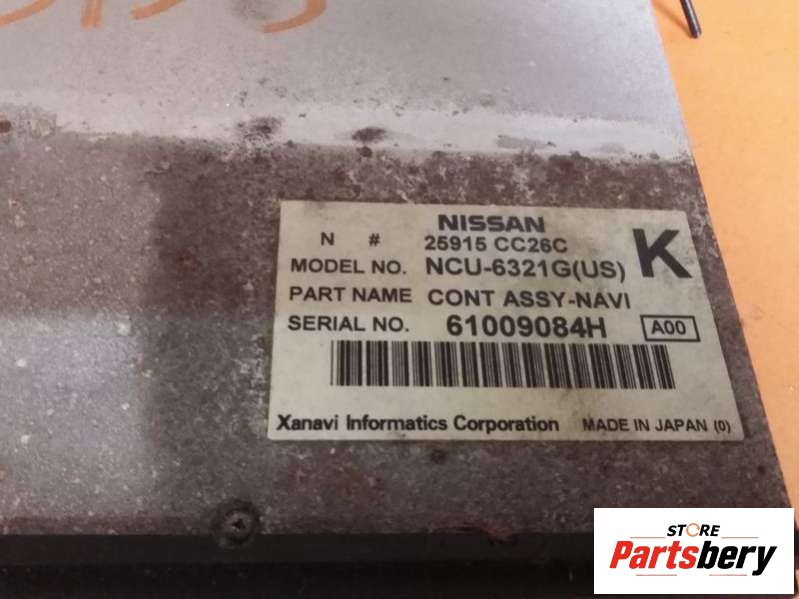 NISSAN
N # 25915 CC26C
K
MODEL NO. NCU-6321G(US)
PART NAME CONT ASSY-NAVI
SERIAL NO. 61009084H A00
Xanavi Informatics Corporation MADE IN JAPAN (0)
STORE
Partsbery